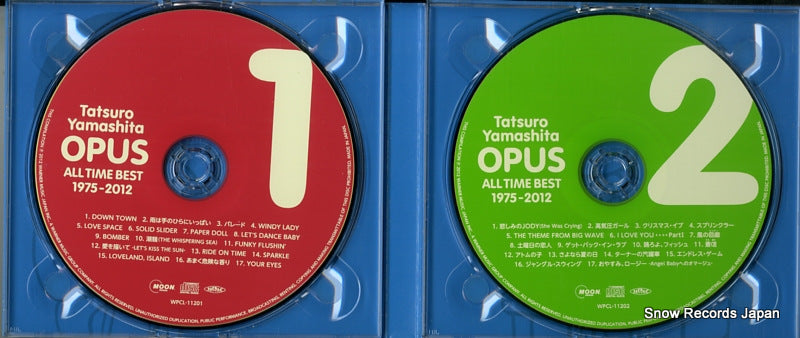 1
Tatsuro
Yamashita
OPUS
ALL TIME BEST
1975-2012
1. DOWN TOWN 2. 雨は手のひらにいっぱい 3. パレード 4. WINDY LADY
5. LOVE SPACE 6. SOLID SLIDER 7. PAPER DOLL 8. LET'S DANCE BABY
9. BOMBER 10. 潮騒(THE WHISPERING SEA) 11. FUNKY FLUSHIN'
12. 愛を描いて -LET'S KISS THE SUN- 13. RIDE ON TIME 14. SPARKLE
15. LOVELAND, ISLAND 16. あまく危険な香り 17. YOUR EYES
MOON
WPCL-11201
2
Tatsuro
Yamashita
OPUS
ALL TIME BEST
1975-2012
1. 悲しみのJODY(She Was Crying) 2. 高気圧ガール 3. クリスマス・イブ 4. スプリンクラー
5. THE THEME FROM BIG WAVE 6. I LOVE YOU・・・・Part1 7. 風の回廊
8. 土曜日の恋人 9. ゲット・バック・イン・ラブ 10. 踊ろよ、フィッシュ 11. 蒼氓
12. アトムの子 13. さよなら夏の日 14. ターナーの汽罐車 15. エンドレス・ゲーム
16. ジャングル・スウィング 17. おやすみ、ロージー -Angel Babyへのオマージュ-
MOON
WPCL-11202
Snow Records Japan